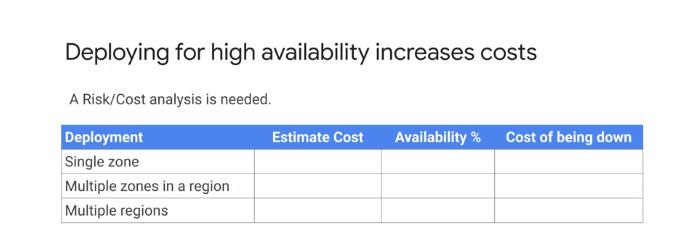 Deploying for high availability increases costs
A Risk/Cost analysis is needed.
Deployment Estimate Cost Availability % Cost of being down
Single zone
Multiple zones in a region
Multiple regions